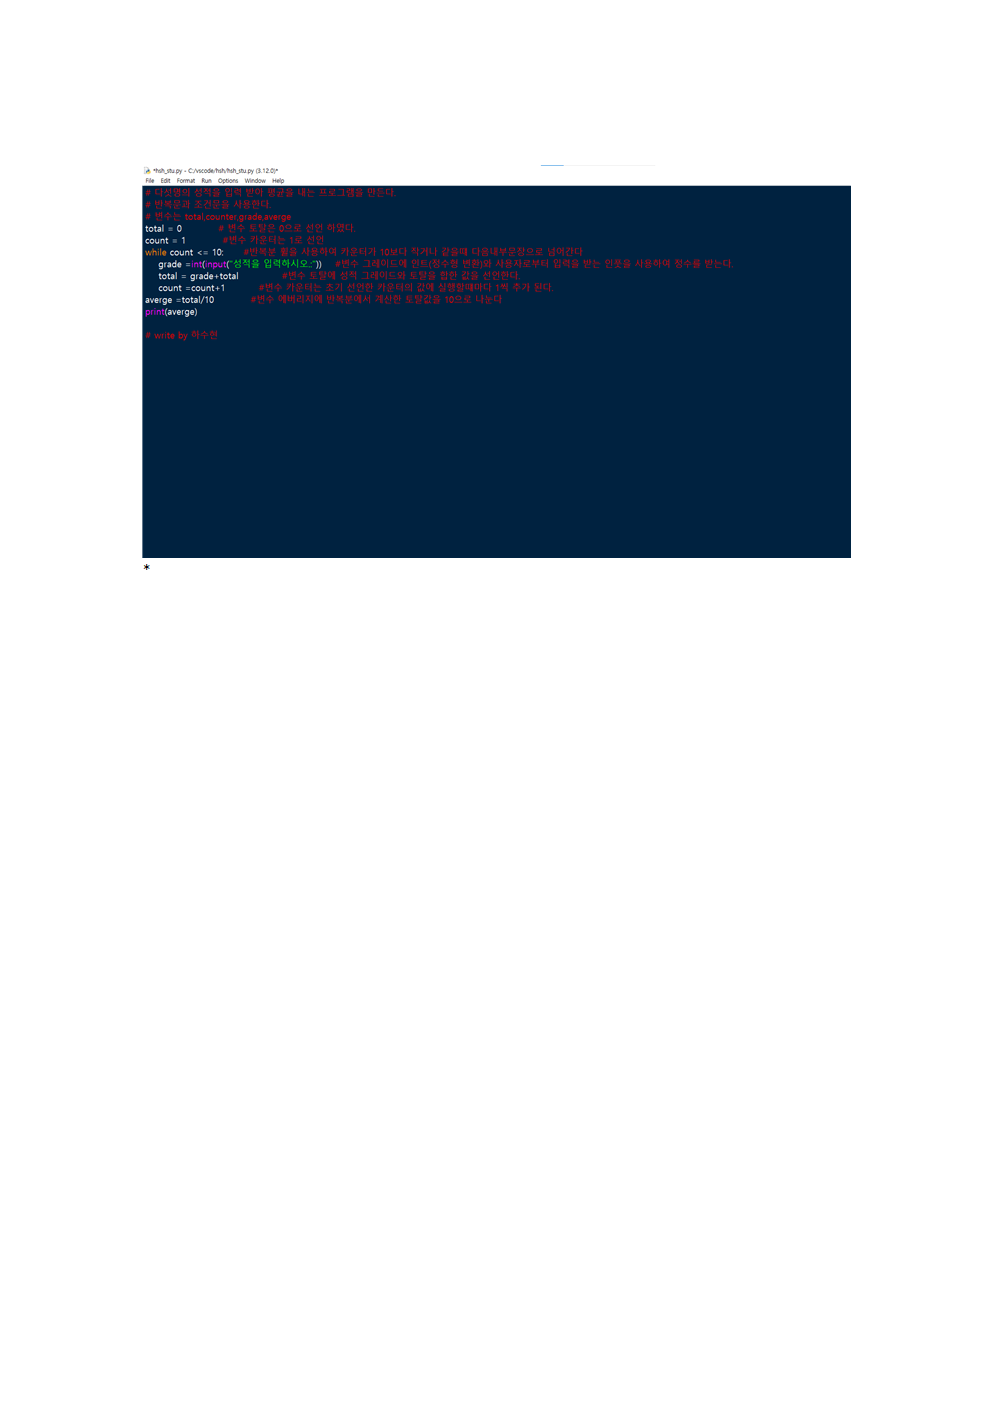 *hsh_stu.py - C:/vscode/hsh/hsh_stu.py (3.12.0)*
File Edit Format Run Options Window Help
# 다섯명의 성적을 입력 받아 평균을 내는 프로그램을 만든다.
# 반복문과 조건문을 사용한다.
# 변수는 total,counter,grade,averge
total = 0 # 변수 토탈은 0으로 선언 하였다.
count = 1 #변수 카운터는 1로 선언
while count <= 10: #반복문 와일을 사용하여 카운터가 10보다 작거나 같을때 다음내부문장으로 넘어간다
grade =int(input("성적을 입력하시오:")) #변수 그레이드에 인트(정수형 변환)와 사용자로부터 입력을 받는 인풋을 사용하여 정수를 받는다.
total = grade+total #변수 토탈에 성적 그레이드와 토탈을 합한 값을 선언한다.
count =count+1 #변수 카운터는 초기 선언한 카운터의 값에 실행할때마다 1씩 추가 된다.
averge =total/10 #변수 에버리지에 반복문에서 계산한 토탈값을 10으로 나눈다
print(averge)
# write by 하수현
*